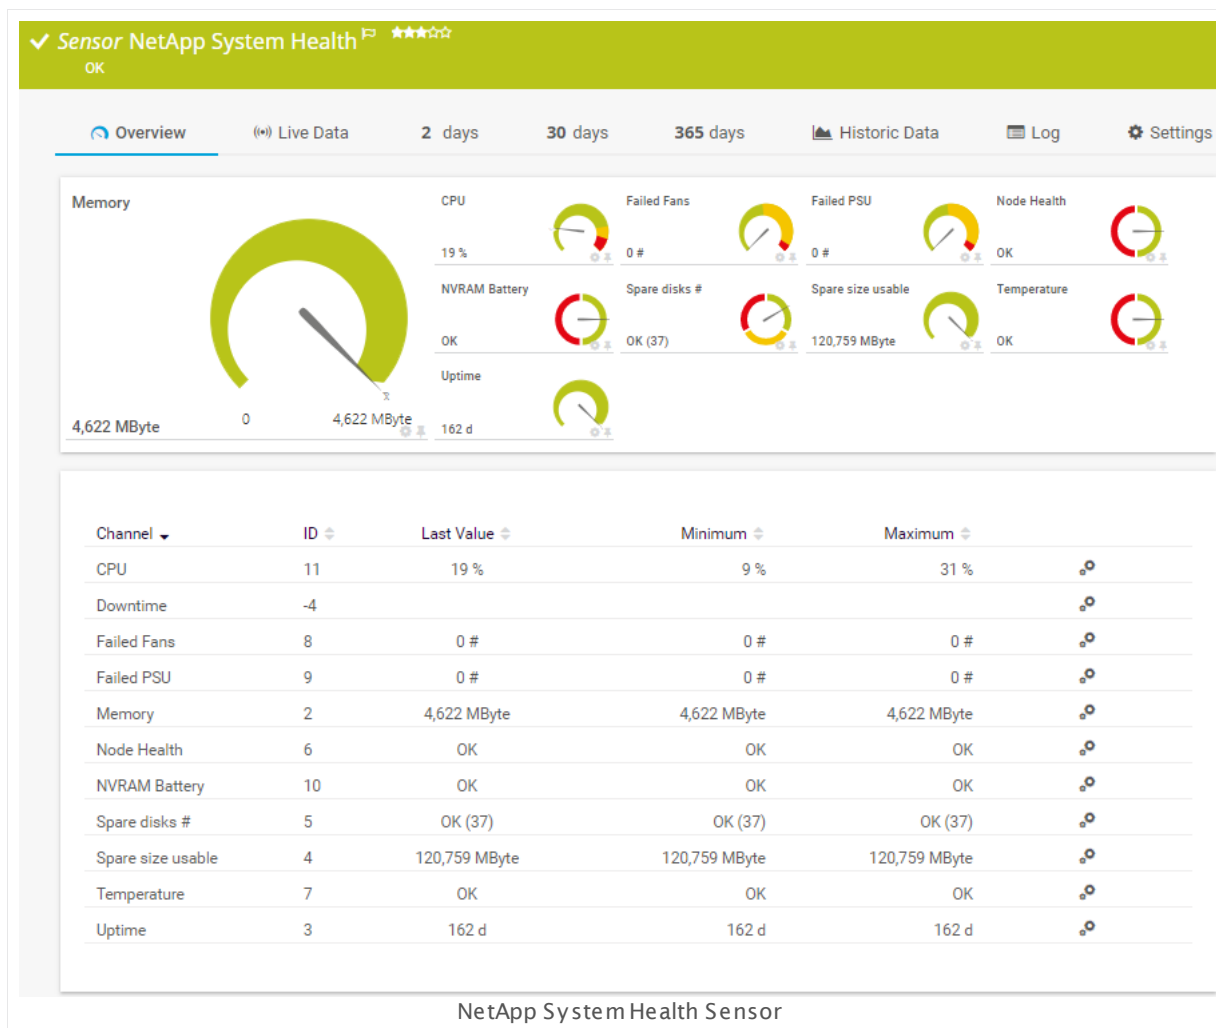 Sensor NetApp System Health
OK
Overview Live Data 2 days 30 days 365 days Historic Data Log Settings
Memory
4,622 MByte
0 4,622 MByte
CPU
19 %
Failed Fans
0 #
Failed PSU
0 #
Node Health
OK
NVRAM Battery
OK
Spare disks #
OK (37)
Spare size usable
120,759 MByte
Temperature
OK
Uptime
162 d
Channel ID Last Value Minimum Maximum
CPU 11 19 % 9 % 31 %
Downtime -4
Failed Fans 8 0 # 0 # 0 #
Failed PSU 9 0 # 0 # 0 #
Memory 2 4,622 MByte 4,622 MByte 4,622 MByte
Node Health 6 OK OK OK
NVRAM Battery 10 OK OK OK
Spare disks # 5 OK (37) OK (37) OK (37)
Spare size usable 4 120,759 MByte 120,759 MByte 120,759 MByte
Temperature 7 OK OK OK
Uptime 3 162 d 162 d 162 d
NetApp System Health Sensor